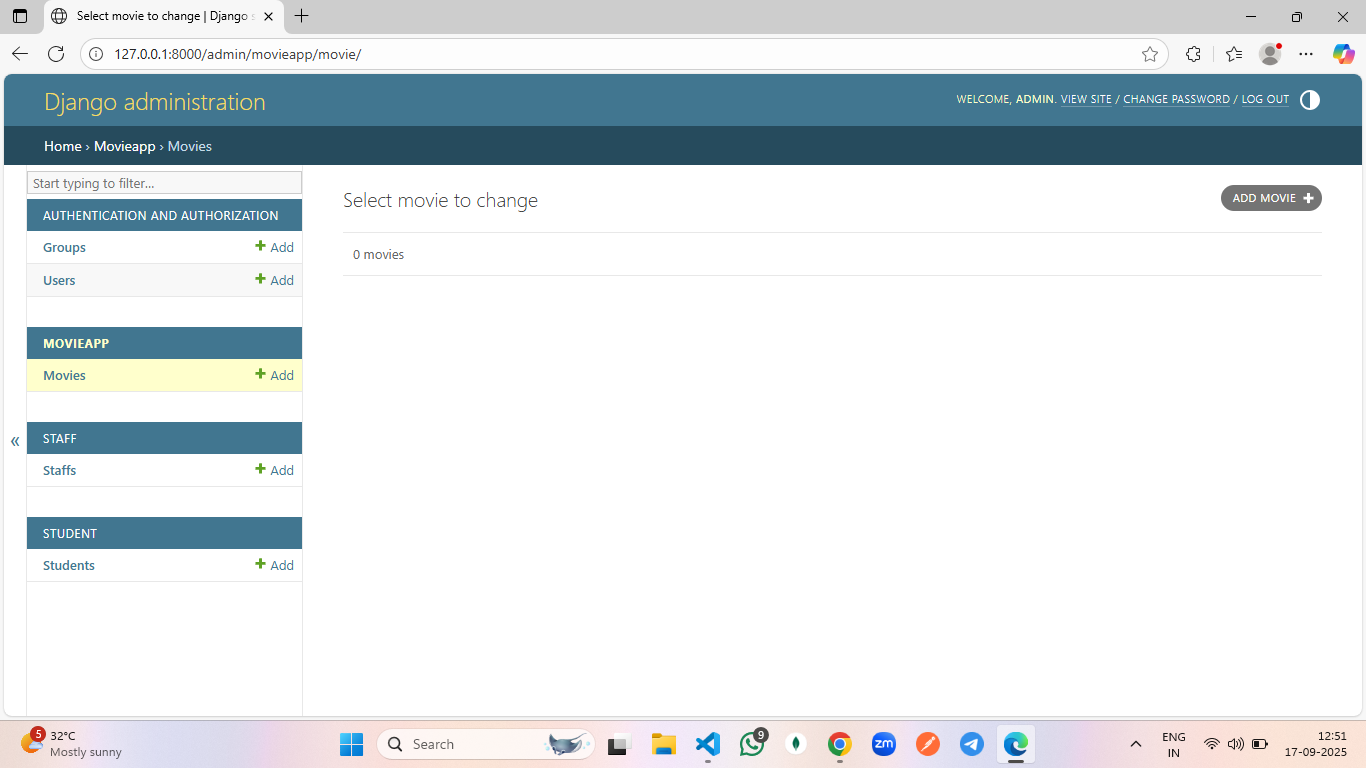 Select movie to change | Django s
127.0.0.1:8000/admin/movieapp/movie/
Django administration
WELCOME, ADMIN. VIEW SITE / CHANGE PASSWORD / LOG OUT
Home › Movieapp › Movies
Start typing to filter...
AUTHENTICATION AND AUTHORIZATION
Groups + Add
Users + Add
MOVIEAPP
Movies + Add
STAFF
Staffs + Add
STUDENT
Students + Add
«
Select movie to change
ADD MOVIE +
0 movies
5
32°C
Mostly sunny
Search
9
zm
ENG
IN
12:51
17-09-2025